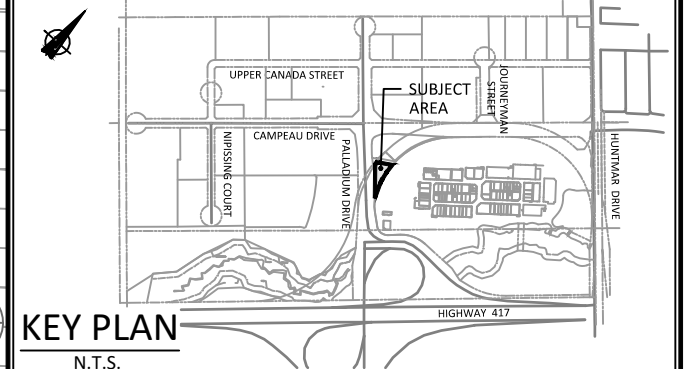 UPPER CANADA STREET
SUBJECT
AREA
JOURNEYMAN
STREET
CAMPEAU DRIVE
NIPISSING COURT
PALLADIUM DRIVE
HUNTMAR DRIVE
HIGHWAY 417
KEY PLAN
N.T.S.